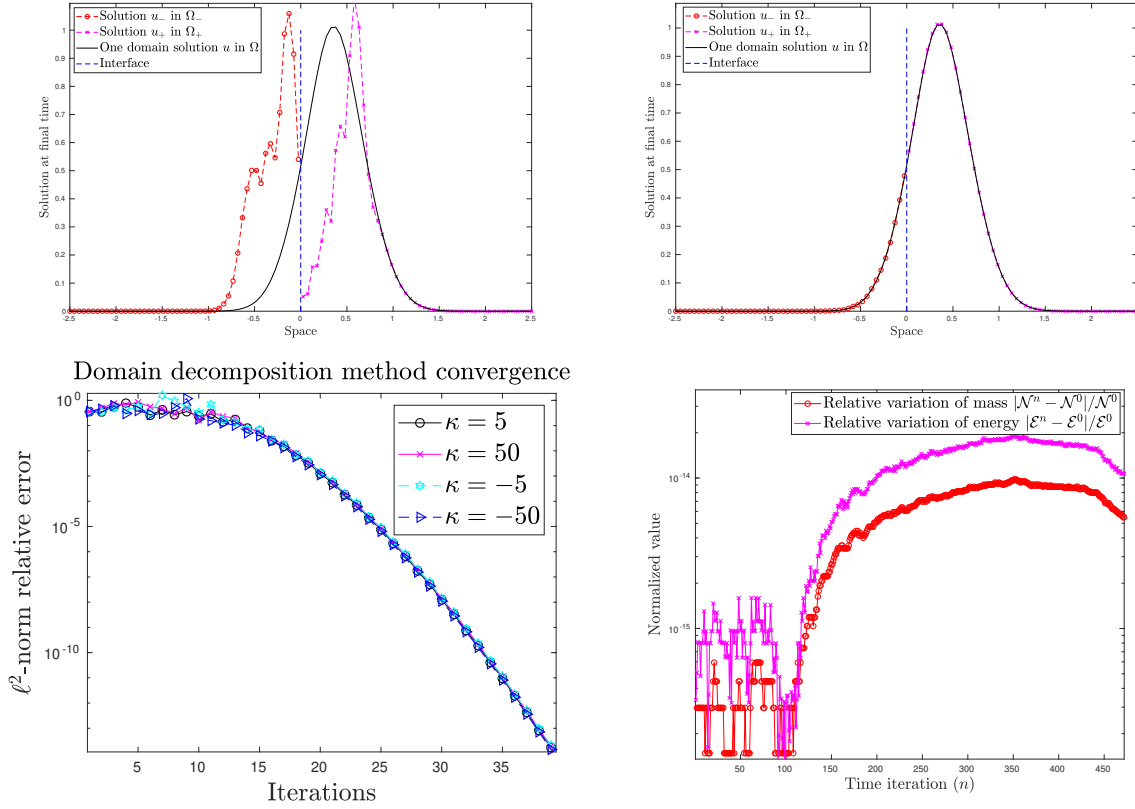 Solution u₋ in Ω₋
Solution u₊ in Ω₊
One domain solution u in Ω
Interface
Solution at final time
1
0.9
0.8
0.7
0.6
0.5
0.4
0.3
0.2
0.1
0
-2.5 -2 -1.5 -1 -0.5 0 0.5 1 1.5 2 2.5
Space
Solution u₋ in Ω₋
Solution u₊ in Ω₊
One domain solution u in Ω
Interface
Solution at final time
1
0.9
0.8
0.7
0.6
0.5
0.4
0.3
0.2
0.1
0
-2.5 -2 -1.5 -1 -0.5 0 0.5 1 1.5 2
Space
Domain decomposition method convergence
κ = 5
κ = 50
κ = −5
κ = −50
ℓ²-norm relative error
10⁰
10⁻⁵
10⁻¹⁰
5 10 15 20 25 30 35
Iterations
Relative variation of mass |𝒩ⁿ − 𝒩⁰|/𝒩⁰
Relative variation of energy |ℰⁿ − ℰ⁰|/ℰ⁰
Normalized value
10⁻¹⁴
10⁻¹⁵
50 100 150 200 250 300 350 400 450
Time iteration (n)